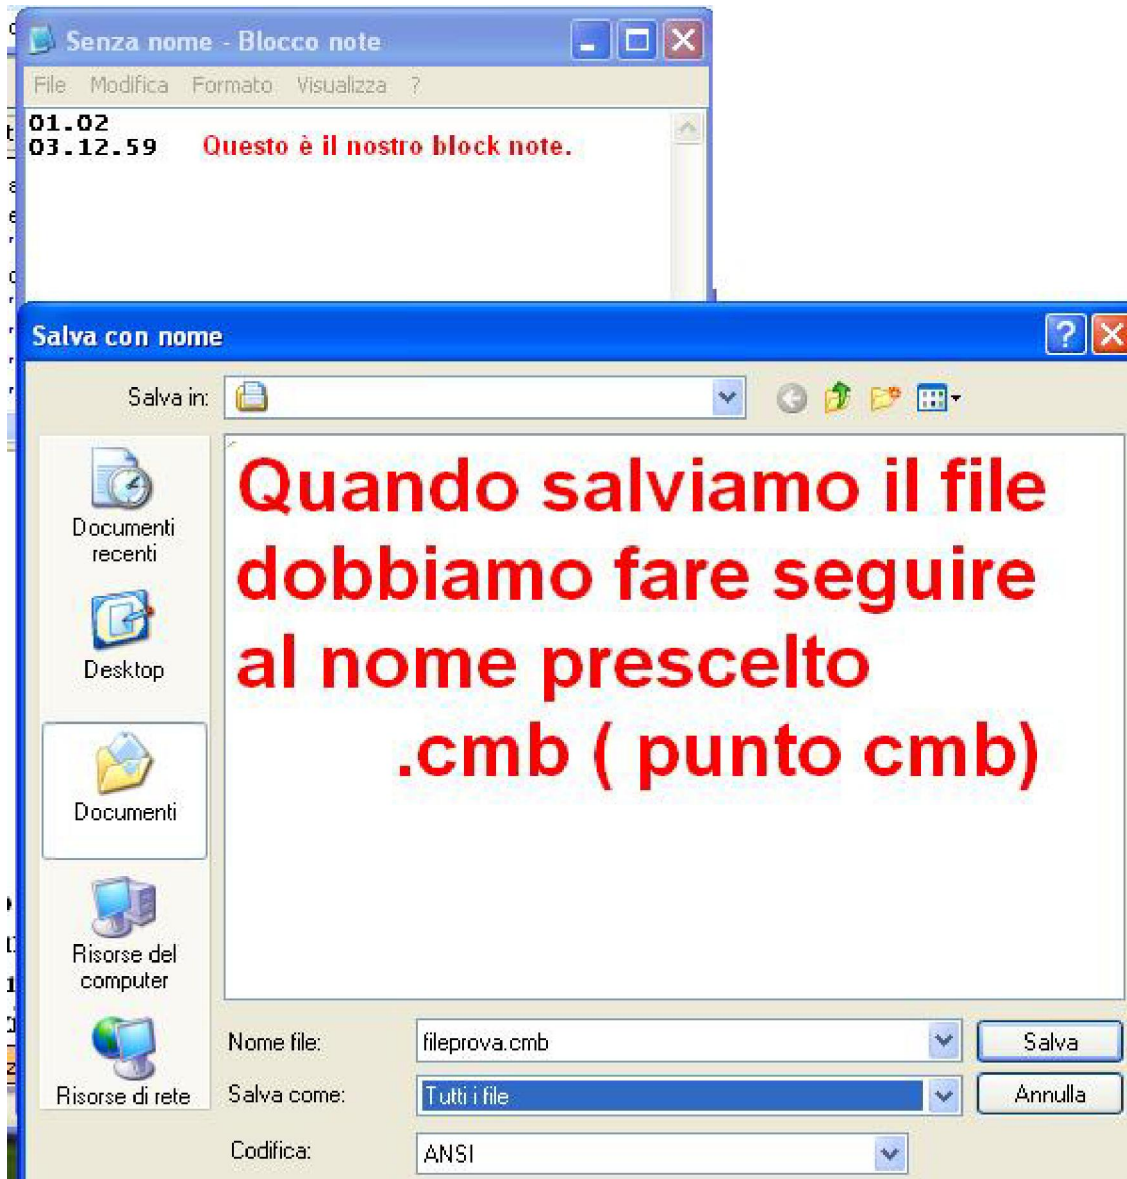 Senza nome - Blocco note
File Modifica Formato Visualizza ?
01.02
03.12.59 Questo è il nostro block note.
Salva con nome
Salva in:
Quando salviamo il file
dobbiamo fare seguire
al nome prescelto
.cmb ( punto cmb)
Documenti
recenti
Desktop
Documenti
Risorse del
computer
Risorse di rete
Nome file: fileprova.cmb Salva
Salva come: Tutti i file Annulla
Codifica: ANSI